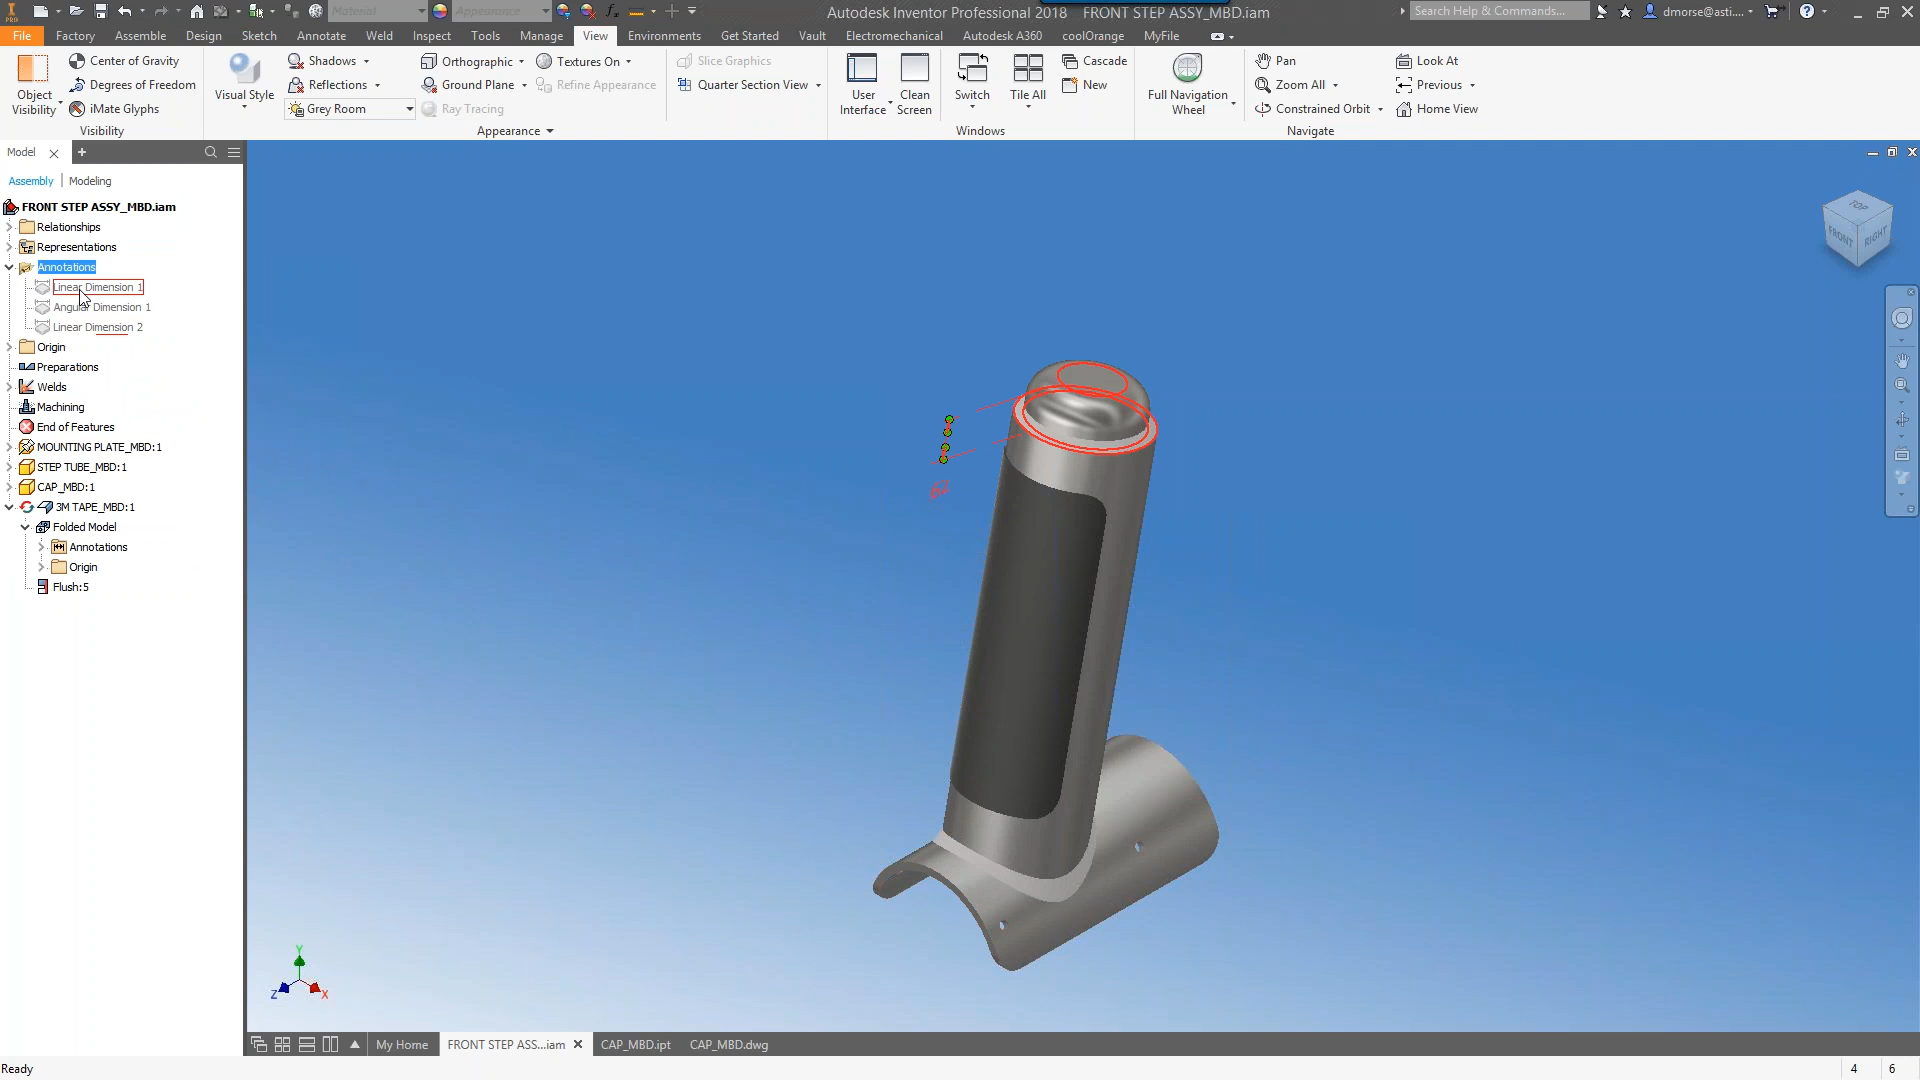 Material
Appearance
Autodesk Inventor Professional 2018 FRONT STEP ASSY_MBD.iam
Search Help & Commands...
dmorse@asti....
PRO
File Factory Assemble Design Sketch Annotate Weld Inspect Tools Manage View Environments Get Started Vault Electromechanical Autodesk A360 coolOrange MyFile
Object Visibility
Center of Gravity
Degrees of Freedom
iMate Glyphs
Visibility
Visual Style
Shadows
Reflections
Grey Room
Orthographic
Ground Plane
Ray Tracing
Textures On
Refine Appearance
Appearance
Slice Graphics
Quarter Section View
User Interface
Clean Screen
Switch
Tile All
Cascade
New
Windows
Full Navigation Wheel
Pan
Zoom All
Constrained Orbit
Look At
Previous
Home View
Navigate
Model
Assembly | Modeling
FRONT STEP ASSY_MBD.iam
Relationships
Representations
Annotations
Linear Dimension 1
Angular Dimension 1
Linear Dimension 2
Origin
Preparations
Welds
Machining
End of Features
MOUNTING PLATE_MBD:1
STEP TUBE_MBD:1
CAP_MBD:1
3M TAPE_MBD:1
Folded Model
Annotations
Origin
Flush:5
TOP
FRONT
RIGHT
Y
Z
X
My Home
FRONT STEP ASS...iam
CAP_MBD.ipt
CAP_MBD.dwg
Ready
4
6